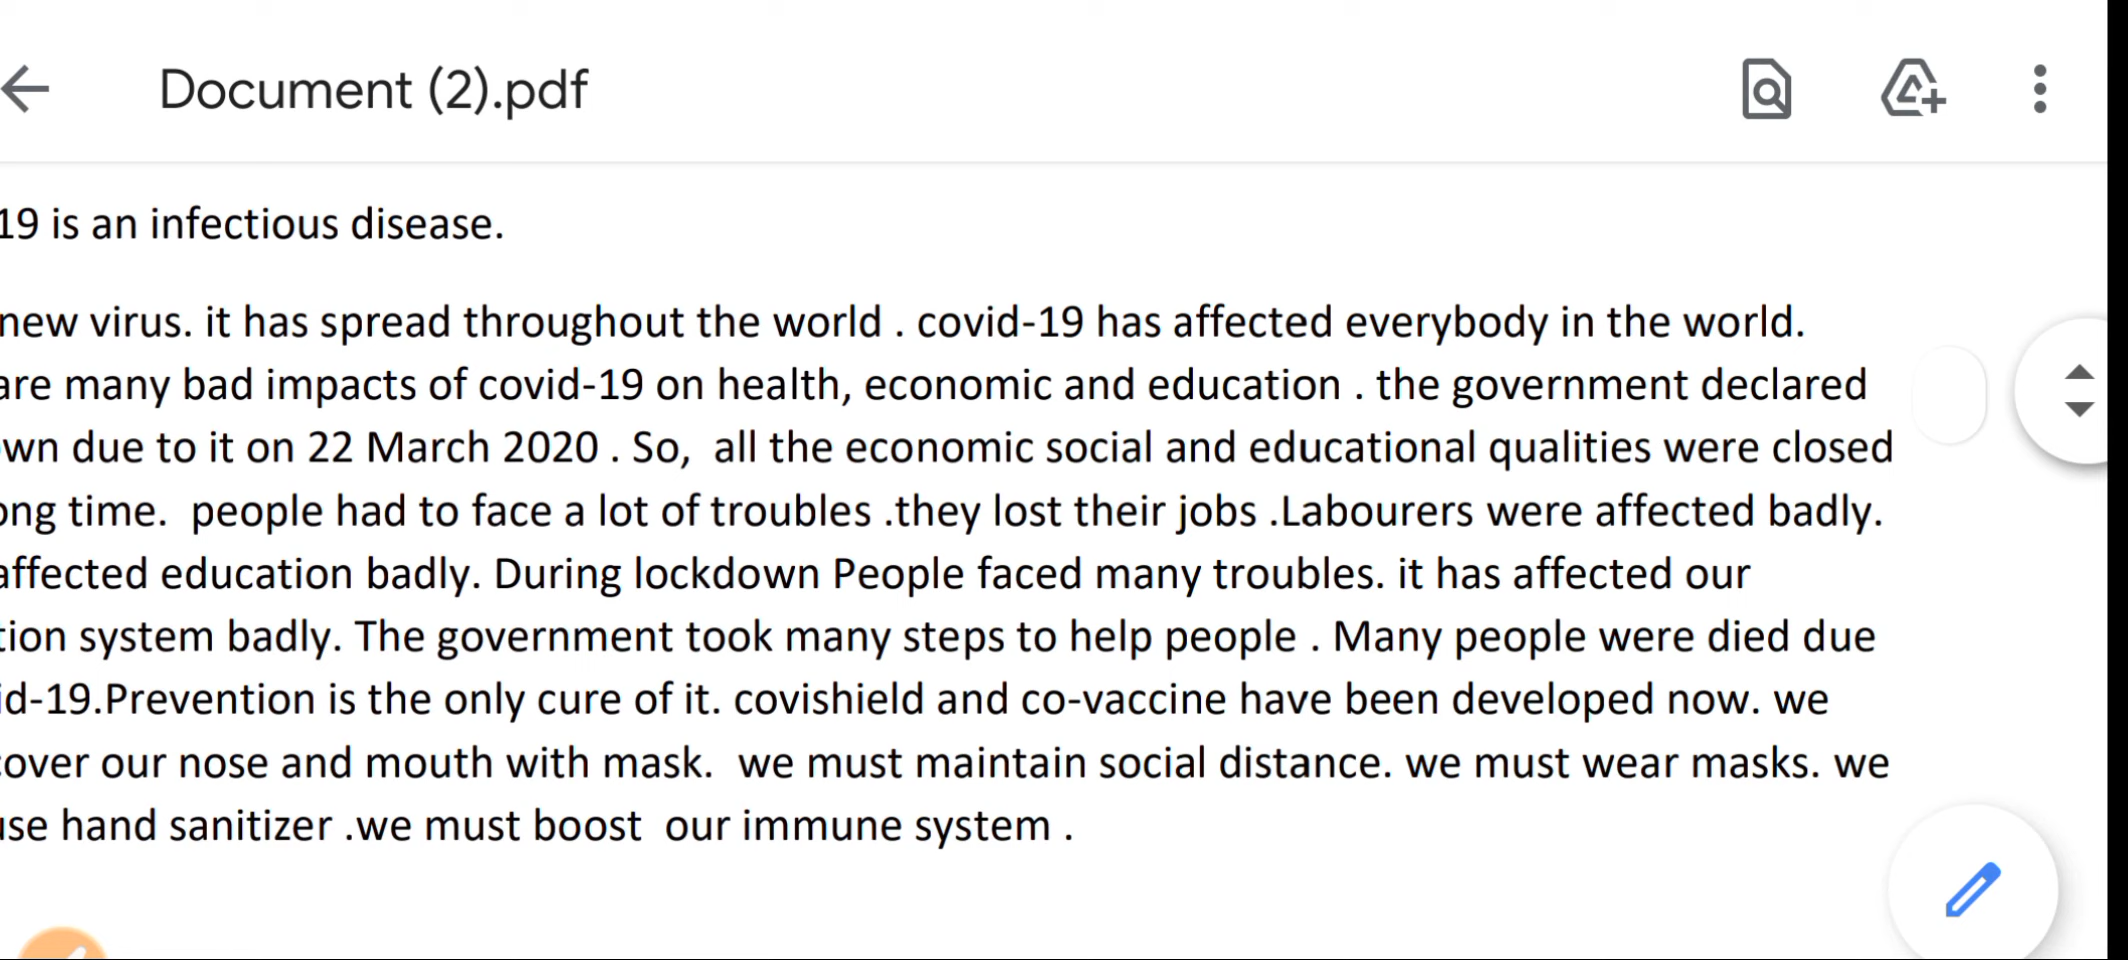 Document (2).pdf
19 is an infectious disease.
new virus. it has spread throughout the world . covid-19 has affected everybody in the world.
are many bad impacts of covid-19 on health, economic and education . the government declared
wn due to it on 22 March 2020 . So, all the economic social and educational qualities were closed
ong time. people had to face a lot of troubles .they lost their jobs .Labourers were affected badly.
affected education badly. During lockdown People faced many troubles. it has affected our
tion system badly. The government took many steps to help people . Many people were died due
id-19.Prevention is the only cure of it. covishield and co-vaccine have been developed now. we
cover our nose and mouth with mask. we must maintain social distance. we must wear masks. we
use hand sanitizer .we must boost our immune system .